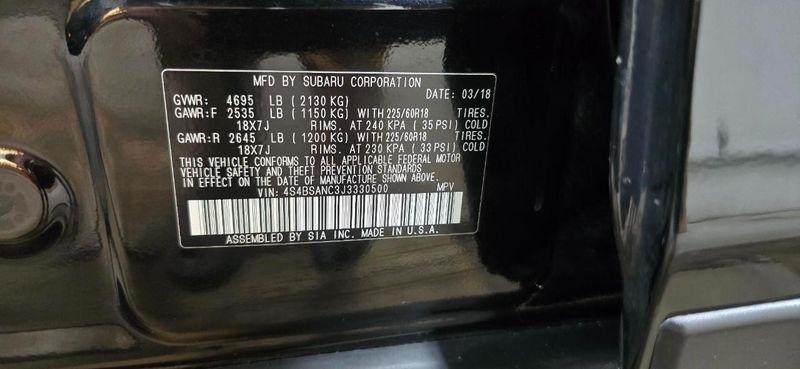 MFD BY SUBARU CORPORATION
GVWR: 4695 LB ( 2130 KG) DATE: 03/18
GAWR:F 2535 LB ( 1150 KG) WITH 225/60R18 TIRES.
18X7J RIMS. AT 240 KPA ( 35 PSI) COLD
GAWR:R 2645 LB ( 1200 KG) WITH 225/60R18 TIRES.
18X7J RIMS. AT 230 KPA ( 33 PSI) COLD
THIS VEHICLE CONFORMS TO ALL APPLICABLE FEDERAL MOTOR
VEHICLE SAFETY AND THEFT PREVENTION STANDARDS
IN EFFECT ON THE DATE OF MANUFACTURE SHOWN ABOVE.
VIN: 4S4BSANC3J3330500 MPV
ASSEMBLED BY SIA INC. MADE IN U.S.A.